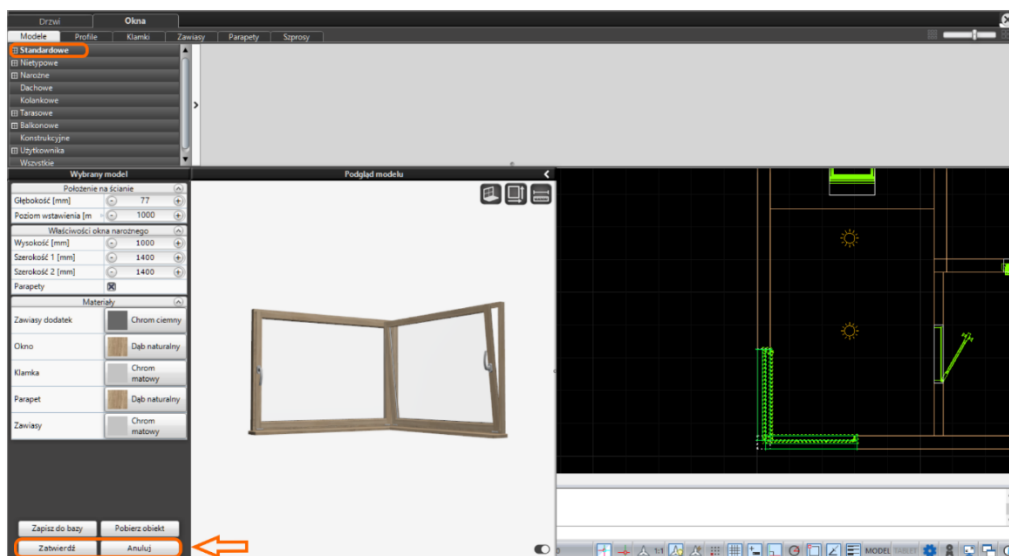 Drzwi Okna
Modele Profile Klamki Zawiasy Parapety Szprosy
Standardowe
Nietypowe
Narożne
Dachowe
Kolankowe
Tarasowe
Balkonowe
Konstrukcyjne
Użytkownika
Wszystkie
Wybrany model
Położenie na ścianie
Głębokość [mm] 77
Poziom wstawienia [m 1000
Właściwości okna narożnego
Wysokość [mm] 1000
Szerokość 1 [mm] 1400
Szerokość 2 [mm] 1400
Parapety
Materiały
Zawiasy dodatek Chrom ciemny
Okno Dąb naturalny
Klamka Chrom
matowy
Parapet Dąb naturalny
Zawiasy Chrom
matowy
Zapisz do bazy Pobierz obiekt
Zatwierdź Anuluj
Podgląd modelu
1:1 MODEL TABLET